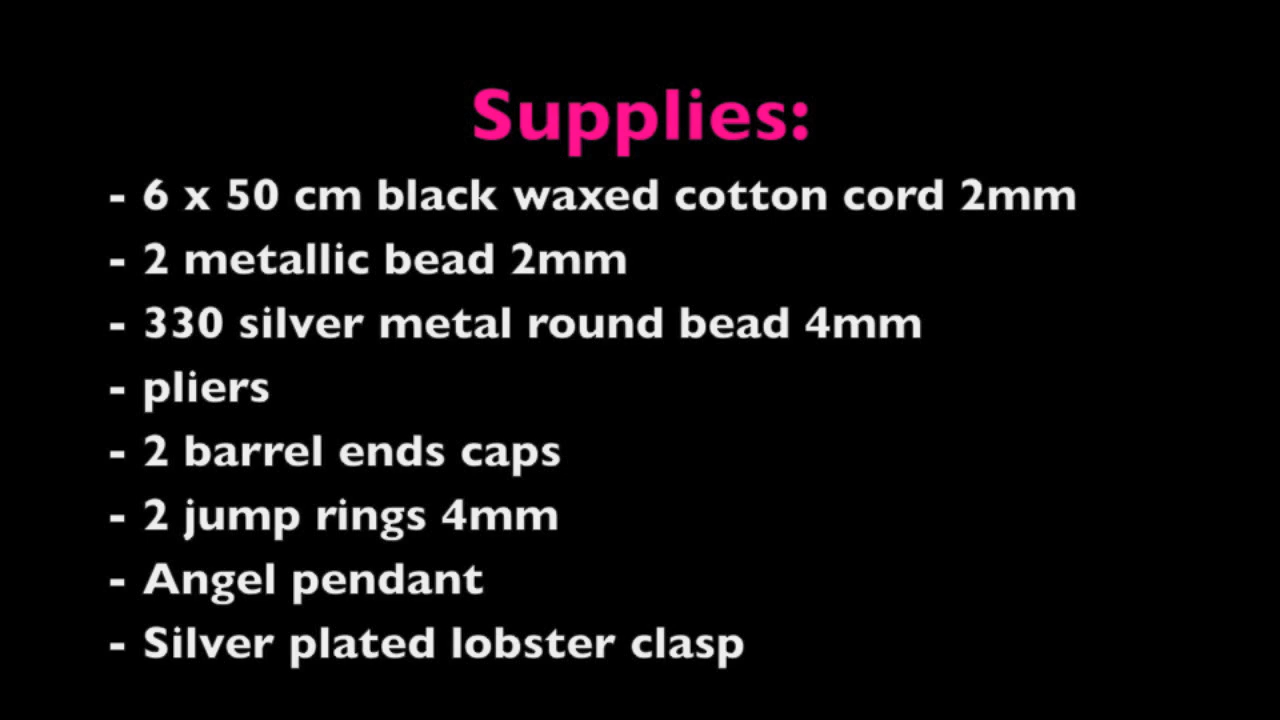 Supplies:
- 6 x 50 cm black waxed cotton cord 2mm
- 2 metallic bead 2mm
- 330 silver metal round bead 4mm
- pliers
- 2 barrel ends caps
- 2 jump rings 4mm
- Angel pendant
- Silver plated lobster clasp